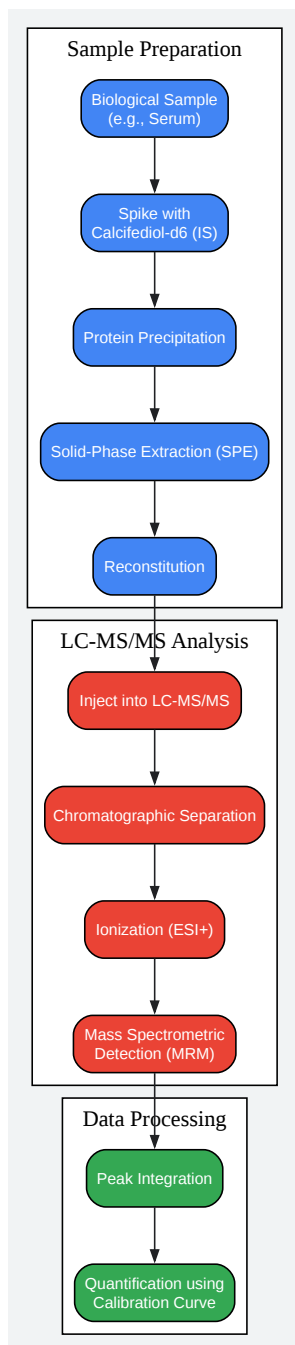 Sample Preparation
Biological Sample
(e.g., Serum)
Spike with
Calcifediol-d6 (IS)
Protein Precipitation
Solid-Phase Extraction (SPE)
Reconstitution
LC-MS/MS Analysis
Inject into LC-MS/MS
Chromatographic Separation
Ionization (ESI+)
Mass Spectrometric
Detection (MRM)
Data Processing
Peak Integration
Quantification using
Calibration Curve